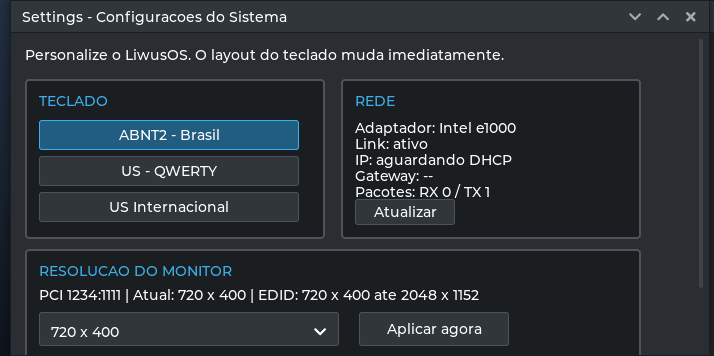 Settings - Configuracoes do Sistema
Personalize o LiwusOS. O layout do teclado muda imediatamente.
TECLADO
ABNT2 - Brasil
US - QWERTY
US Internacional
REDE
Adaptador: Intel e1000
Link: ativo
IP: aguardando DHCP
Gateway: --
Pacotes: RX 0 / TX 1
Atualizar
RESOLUCAO DO MONITOR
PCI 1234:1111 | Atual: 720 x 400 | EDID: 720 x 400 ate 2048 x 1152
720 x 400
Aplicar agora